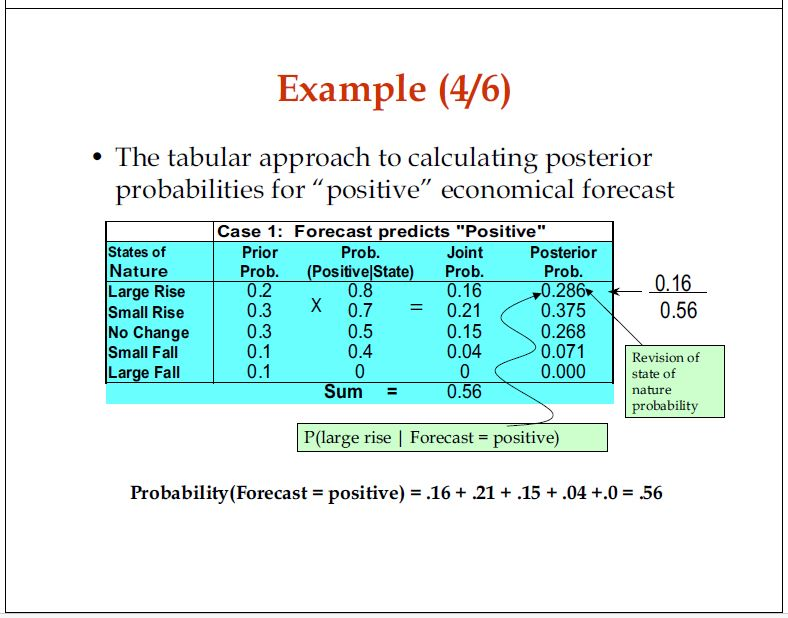 Example (4/6)
• The tabular approach to calculating posterior
probabilities for “positive” economical forecast
Case 1: Forecast predicts "Positive"
States of Prior Prob. Joint Posterior
Nature Prob. (Positive|State) Prob. Prob.
Large Rise 0.2 0.8 0.16 0.286
Small Rise 0.3 X 0.7 = 0.21 0.375
No Change 0.3 0.5 0.15 0.268
Small Fall 0.1 0.4 0.04 0.071
Large Fall 0.1 0 0 0.000
Sum = 0.56
0.16
0.56
Revision of
state of
nature
probability
P(large rise | Forecast = positive)
Probability(Forecast = positive) = .16 + .21 + .15 + .04 +.0 = .56